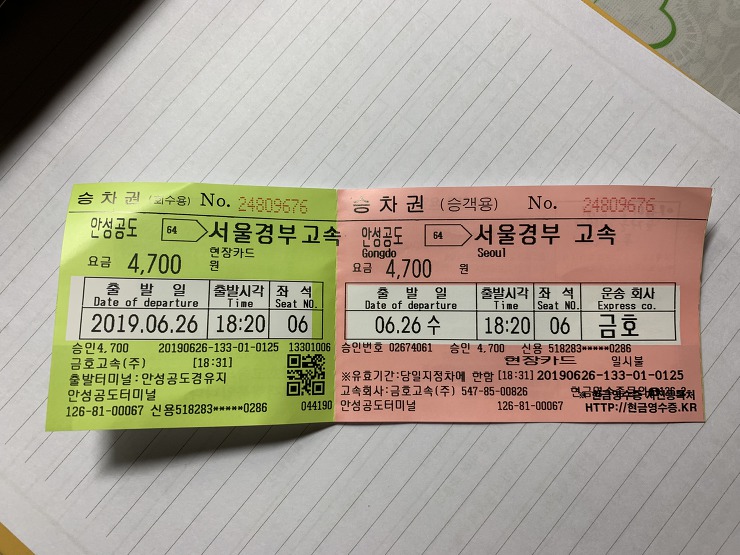 승차권 (회수용) No. 24809676
안성공도 64 서울경부 고속
현장카드
요금 4,700 원
출발일 출발시각 좌석
Date of departure Time Seat NO.
2019.06.26 18:20 06
승인4,700 20190626-133-01-0125 13301006
금호고속(주) [18:31]
출발터미널:안성공도경유지
안성공도터미널
126-81-00067 신용518283*****0286 044190
승차권 (승객용) No. 24809676
안성공도 64 서울경부 고속
Gongdo Seoul
요금 4,700 원
출발일 출발시각 좌석 운송 회사
Date of departure Time Seat NO. Express co.
06.26 수 18:20 06 금호
승인번호 02674061 승인 4,700 신용 518283*****0286
현장카드 일시불
※유효기간:당일지정차에 한함 [18:31] 20190626-133-01-0125
고속회사:금호고속(주) 547-85-00826
안성공도터미널 126-81-00067 HTTP://현금영수증.KR